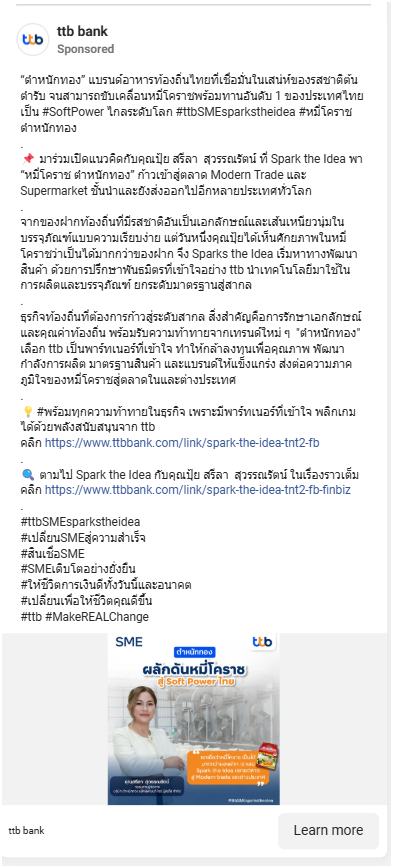 ttb bank
ttb
Sponsored
“ตำหนักทอง” แบรนด์อาหารท้องถิ่นไทยที่เชื่อมั่นในเสน่ห์ของรสชาติต้น
ตำรับ จนสามารถขับเคลื่อนหมี่โคราชพร้อมทานอันดับ 1 ของประเทศไทย
เป็น #SoftPower ไกลระดับโลก #ttbSMEsparkstheidea #หมี่โคราช
ตำหนักทอง
.
📌 มาร่วมเปิดแนวคิดกับคุณปุ้ย สรีลา สุวรรณรัตน์ ที่ Spark the Idea พา
“หมี่โคราช ตำหนักทอง” ก้าวเข้าสู่ตลาด Modern Trade และ
Supermarket ชั้นนำและยังส่งออกไปอีกหลายประเทศทั่วโลก
.
จากของฝากท้องถิ่นที่มีรสชาติอันเป็นเอกลักษณ์และเส้นเหนียวนุ่มใน
บรรจุภัณฑ์แบบความเรียบง่าย แต่วันหนึ่งคุณปุ้ยได้เห็นศักยภาพในหมี่
โคราชว่าเป็นได้มากกว่าของฝาก จึง Sparks the Idea เริ่มหาทางพัฒนา
สินค้า ด้วยการปรึกษาพันธมิตรที่เข้าใจอย่าง ttb นำเทคโนโลยีมาใช้ใน
การผลิตและบรรจุภัณฑ์ ยกระดับมาตรฐานสู่สากล
.
ธุรกิจท้องถิ่นที่ต้องการก้าวสู่ระดับสากล สิ่งสำคัญคือการรักษาเอกลักษณ์
และคุณค่าท้องถิ่น พร้อมรับความท้าทายจากเทรนด์ใหม่ ๆ "ตำหนักทอง"
เลือก ttb เป็นพาร์ทเนอร์ที่เข้าใจ ทำให้กล้าลงทุนเพื่อคุณภาพ พัฒนา
กำลังการผลิต มาตรฐานสินค้า และแบรนด์ให้แข็งแกร่ง ส่งต่อความภาค
ภูมิใจของหมี่โคราชสู่ตลาดในและต่างประเทศ
.
💡 #พร้อมทุกความท้าทายในธุรกิจ เพราะมีพาร์ทเนอร์ที่เข้าใจ พลิกเกม
ได้ด้วยพลังสนับสนุนจาก ttb
คลิก https://www.ttbbank.com/link/spark-the-idea-tnt2-fb
.
🔍 ตามไป Spark the Idea กับคุณปุ้ย สรีลา สุวรรณรัตน์ ในเรื่องราวเต็ม
คลิก https://www.ttbbank.com/link/spark-the-idea-tnt2-fb-finbiz
.
#ttbSMEsparkstheidea
#เปลี่ยนSMEสู่ความสำเร็จ
#สินเชื่อSME
#SMEเติบโตอย่างยั่งยืน
#ให้ชีวิตการเงินดีทั้งวันนี้และอนาคต
#เปลี่ยนเพื่อให้ชีวิตคุณดีขึ้น
#ttb #MakeREALChange
SME
ttb
ตำหนักทอง
ผลักดันหมี่โคราช
สู่ Soft Power ไทย
คุณสรีลา สุวรรณรัตน์
Spark the Idea
สู่ Modern trade และต่างประเทศ
#ttbSMEsparkstheidea
ttb bank
Learn more